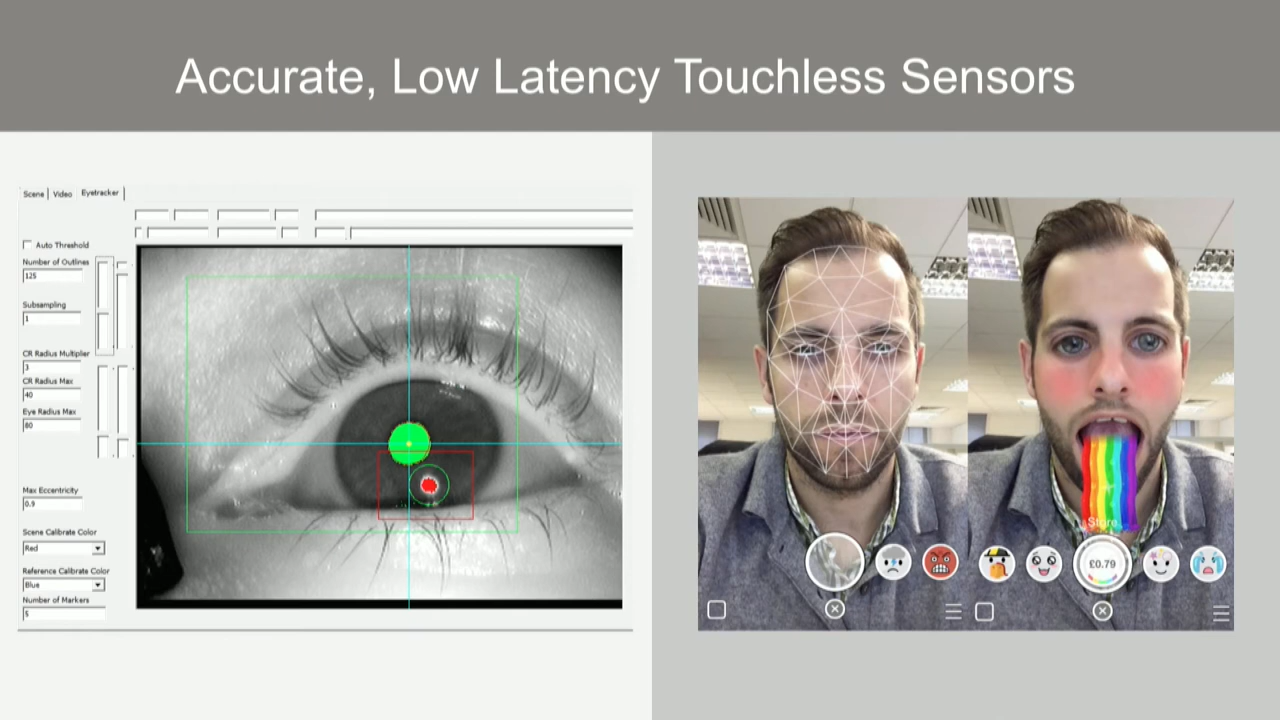 Accurate, Low Latency Touchless Sensors
Scene Video Eyetracker
Auto Threshold
Number of Outlines
125
Subsampling
1
CR Radius Multiplier
3
CR Radius Max
40
Eye Radius Max
80
Max Eccentricity
0.9
Scene Calibrate Color
Red
Reference Calibrate Color
Blue
Number of Markers
5
Store
£0.79